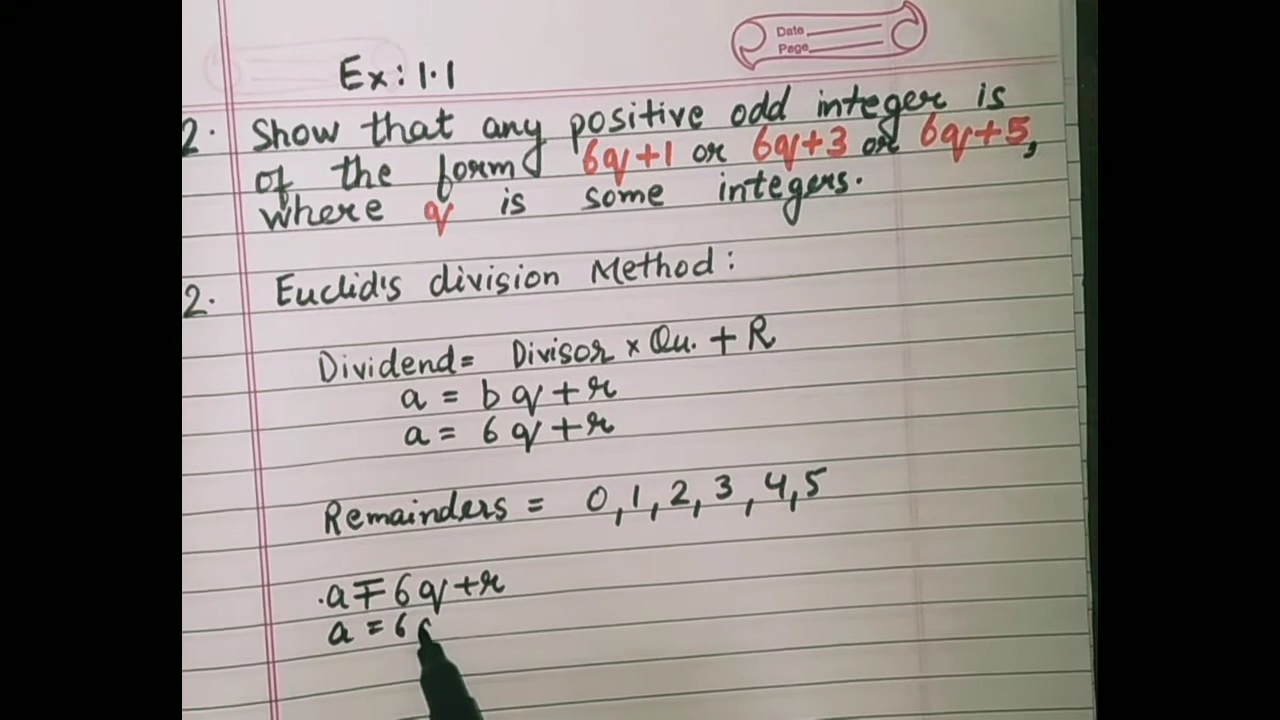 Date
Page
Ex: 1.1
2. Show that any positive odd integer is
of the form 6q+1 or 6q+3 or 6q+5,
where q is some integers.
2. Euclid's division Method:
Dividend= Divisor × Qu. + R
a = bq+r
a = 6q+r
Remainders = 0,1,2,3,4,5
.a = 6q+r
a = 6